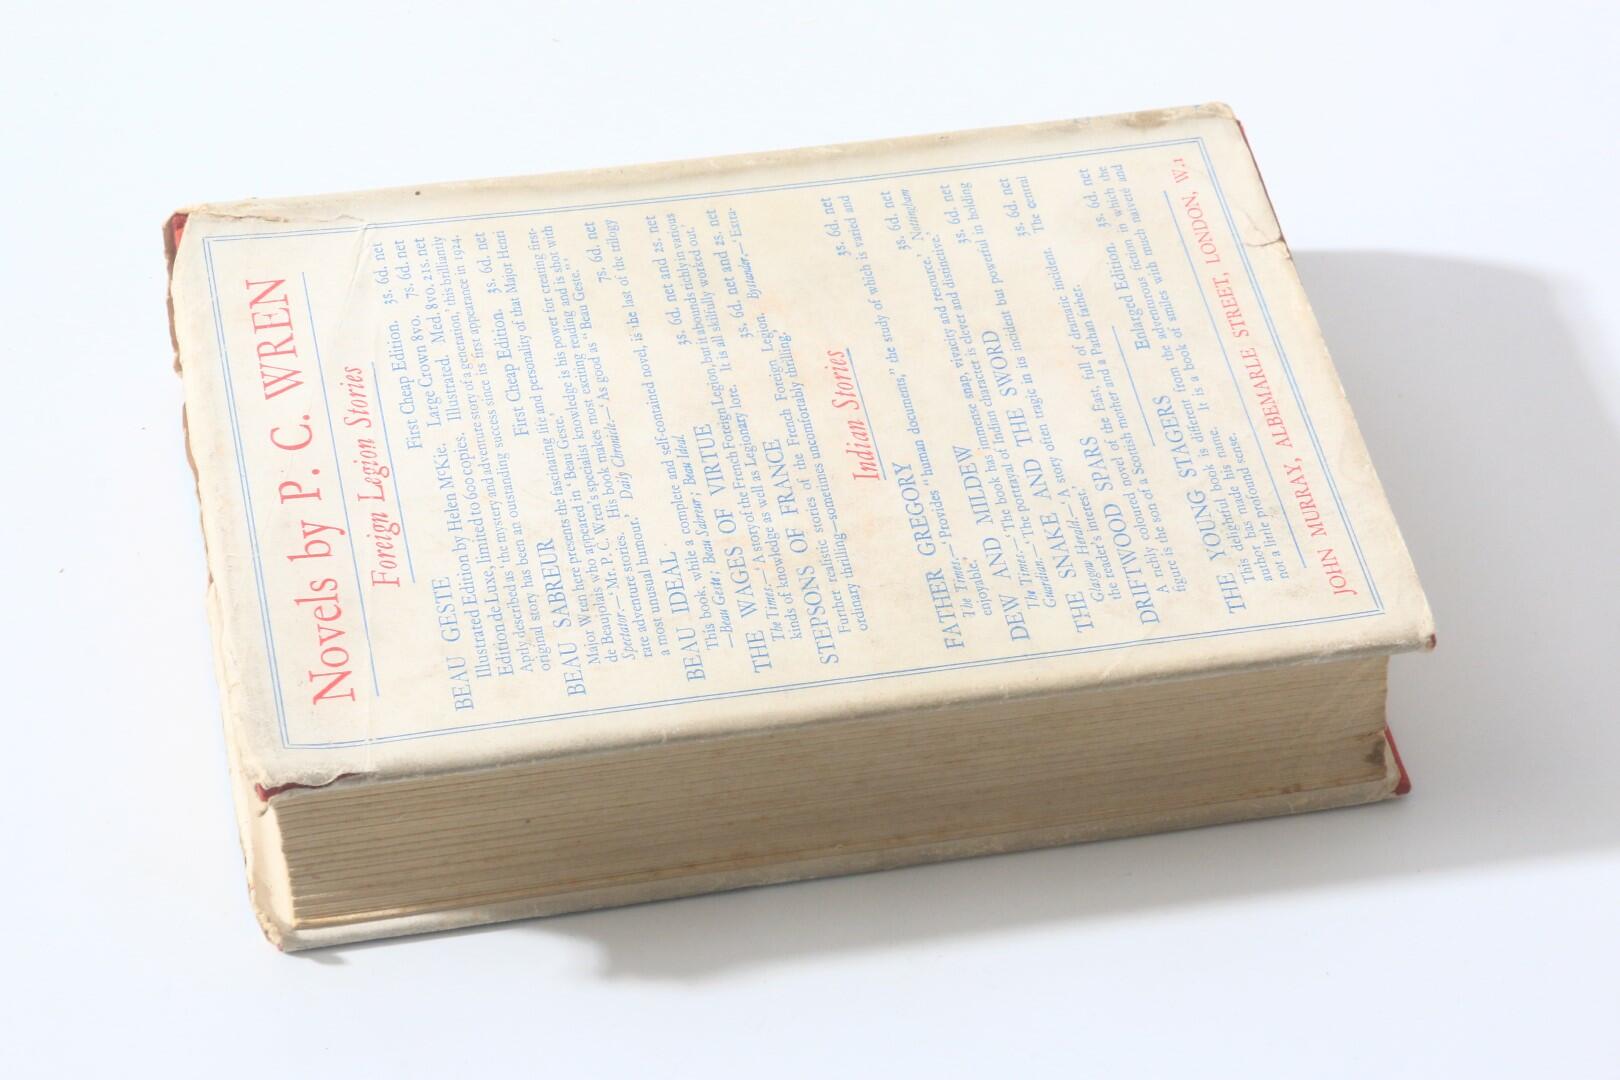 Novels by P. C. WREN
Foreign Legion Stories
BEAU GESTE First Cheap Edition. 3s. 6d. net
Illustrated Edition by Helen McKie. Large Crown 8vo. 7s. 6d. net
Edition de Luxe, limited to 600 copies. Illustrated. Med. 8vo. 21s. net
Aptly described as 'the mystery and adventure story of a generation,' this brilliantly
original story has been an outstanding success since its first appearance in 1924.
BEAU SABREUR First Cheap Edition. 3s. 6d. net
Major Wren here presents the fascinating life and personality of that Major Henri
de Beaujolais who appeared in 'Beau Geste.'
Spectator.—'Mr. P. C. Wren's specialist knowledge is his power for creating first-
rate adventure stories.' Daily Chronicle.—'His book makes most exciting reading and is shot with
a most unusual humour.' 'As good as "Beau Geste".'
BEAU IDEAL 7s. 6d. net
This book, while a complete and self-contained novel, is the last of the trilogy
—Beau Geste; Beau Sabreur; Beau Ideal.
THE WAGES OF VIRTUE 3s. 6d. net and 2s. net
The Times.—'A story of the French Foreign Legion, but it abounds richly in various
kinds of knowledge as well as Legionary lore. It is all skilfully worked out.'
STEPSONS OF FRANCE 3s. 6d. net and 2s. net
Further realistic stories of the French Foreign Legion. Bystander.—'Extra-
ordinary thrilling—sometimes uncomfortably thrilling.'
Indian Stories
FATHER GREGORY 3s. 6d. net
The Times.—'Provides "human documents," the study of which is varied and
enjoyable.'
DEW AND MILDEW 3s. 6d. net
The Times.—'The book has immense snap, vivacity and resource.' Nottingham
Guardian.—'The portrayal of Indian character is clever and distinctive.'
THE SNAKE AND THE SWORD 3s. 6d. net
Glasgow Herald.—'A story often tragic in its incident but powerful in holding
the reader's interest.'
DRIFTWOOD SPARS 3s. 6d. net
A richly coloured novel of the East, full of dramatic incident. The central
figure is the son of a Scottish mother and a Pathan father.
THE YOUNG STAGERS Enlarged Edition. 3s. 6d. net
This delightful book is different from the adventurous fiction in which the
author has made his name. It is a book of smiles with much naïveté and
not a little profound sense.
JOHN MURRAY, ALBEMARLE STREET, LONDON, W.1